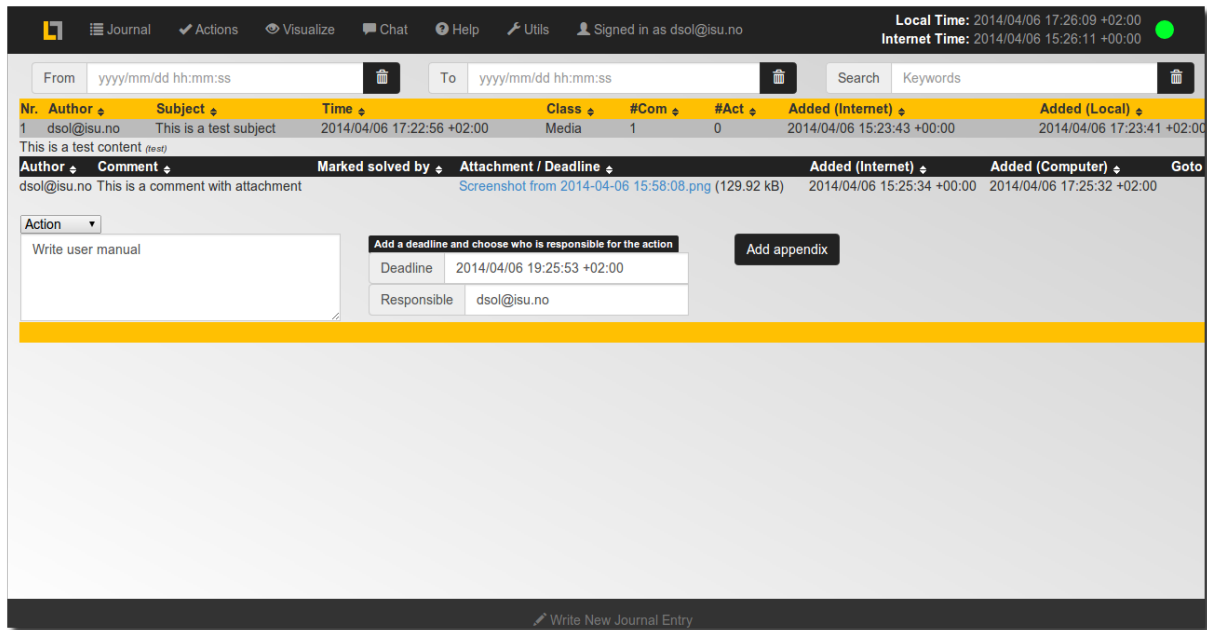 Journal Actions Visualize Chat Help Utils Signed in as dsol@isu.no Local Time: 2014/04/06 17:26:09 +02:00
Internet Time: 2014/04/06 15:26:11 +00:00
From yyyy/mm/dd hh:mm:ss To yyyy/mm/dd hh:mm:ss Search Keywords
Nr. Author Subject Time Class #Com #Act Added (Internet) Added (Local)
1 dsol@isu.no This is a test subject 2014/04/06 17:22:56 +02:00 Media 1 0 2014/04/06 15:23:43 +00:00 2014/04/06 17:23:41 +02:00
This is a test content (test)
Author Comment Marked solved by Attachment / Deadline Added (Internet) Added (Computer) Goto
dsol@isu.no This is a comment with attachment Screenshot from 2014-04-06 15:58:08.png (129.92 kB) 2014/04/06 15:25:34 +00:00 2014/04/06 17:25:32 +02:00
Action
Write user manual
Add a deadline and choose who is responsible for the action
Deadline 2014/04/06 19:25:53 +02:00
Responsible dsol@isu.no
Add appendix
Write New Journal Entry